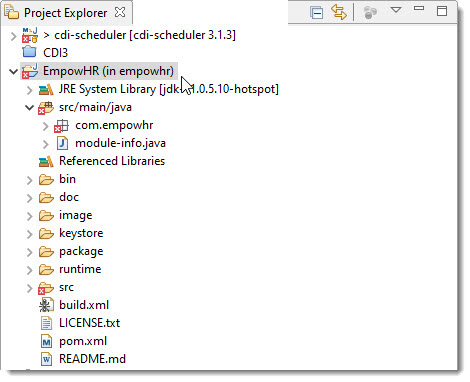 Project Explorer
> cdi-scheduler [cdi-scheduler 3.1.3]
CDI3
EmpowHR (in empowhr)
JRE System Library [jdk- 1.0.5.10-hotspot]
src/main/java
com.empowhr
module-info.java
Referenced Libraries
bin
doc
image
keystore
package
runtime
src
build.xml
LICENSE.txt
pom.xml
README.md